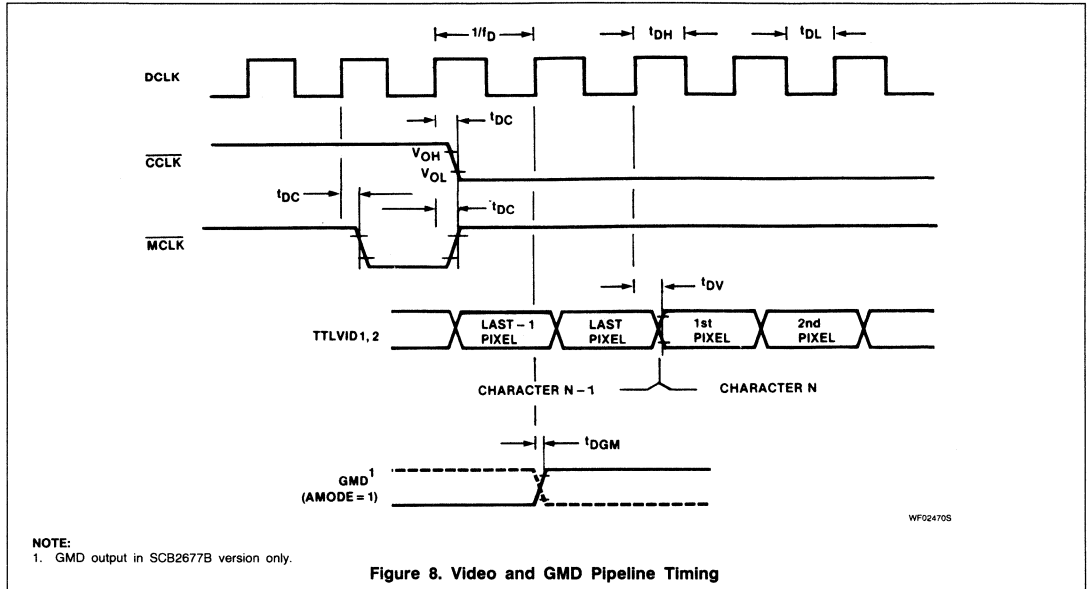 1/fD
tDH
tDL
DCLK
tDC
CCLK
VOH
VOL
tDC
tDC
MCLK
tDV
TTLVID1, 2
LAST – 1 PIXEL
LAST PIXEL
1st PIXEL
2nd PIXEL
CHARACTER N – 1
CHARACTER N
tDGM
GMD1
(AMODE = 1)
WF02470S
NOTE:
1. GMD output in SCB2677B version only.
Figure 8. Video and GMD Pipeline Timing